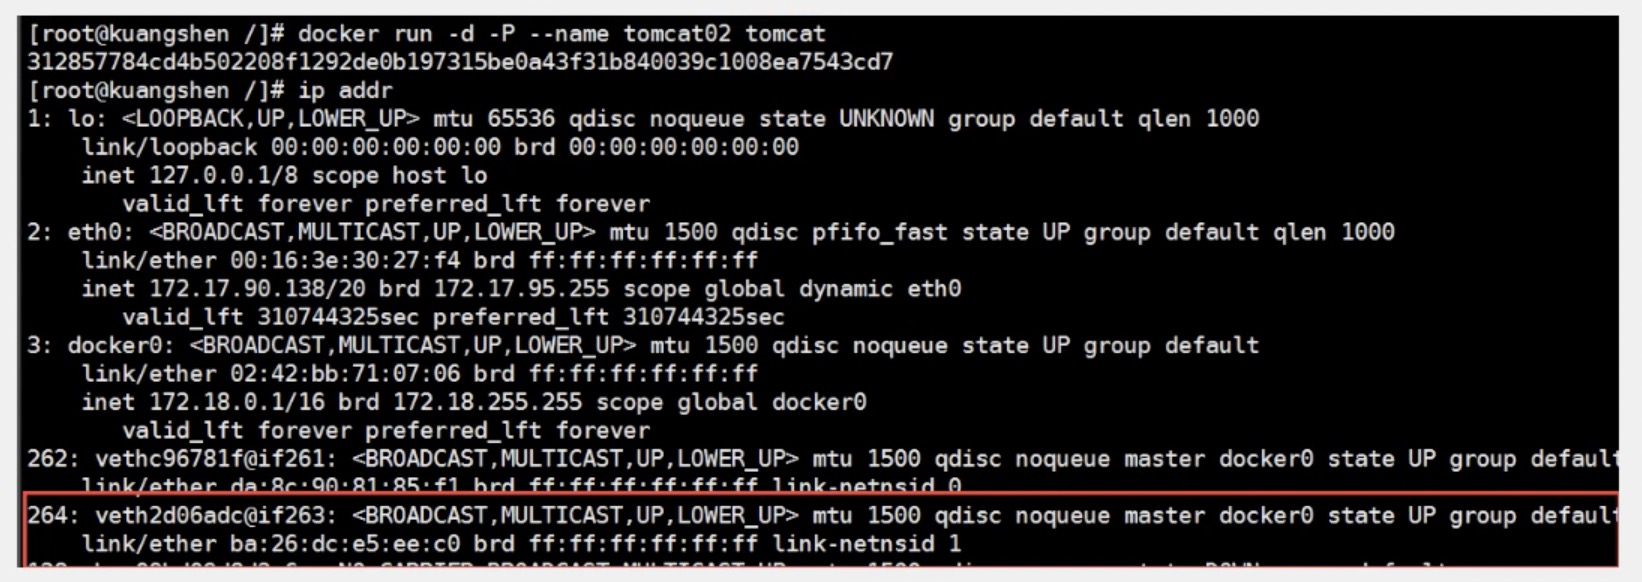 [root@kuangshen /]# docker run -d -P --name tomcat02 tomcat
312857784cd4b502208f1292de0b197315be0a43f31b840039c1008ea7543cd7
[root@kuangshen /]# ip addr
1: lo: <LOOPBACK,UP,LOWER_UP> mtu 65536 qdisc noqueue state UNKNOWN group default qlen 1000
    link/loopback 00:00:00:00:00:00 brd 00:00:00:00:00:00
    inet 127.0.0.1/8 scope host lo
       valid_lft forever preferred_lft forever
2: eth0: <BROADCAST,MULTICAST,UP,LOWER_UP> mtu 1500 qdisc pfifo_fast state UP group default qlen 1000
    link/ether 00:16:3e:30:27:f4 brd ff:ff:ff:ff:ff:ff
    inet 172.17.90.138/20 brd 172.17.95.255 scope global dynamic eth0
       valid_lft 310744325sec preferred_lft 310744325sec
3: docker0: <BROADCAST,MULTICAST,UP,LOWER_UP> mtu 1500 qdisc noqueue state UP group default
    link/ether 02:42:bb:71:07:06 brd ff:ff:ff:ff:ff:ff
    inet 172.18.0.1/16 brd 172.18.255.255 scope global docker0
       valid_lft forever preferred_lft forever
262: vethc96781f@if261: <BROADCAST,MULTICAST,UP,LOWER_UP> mtu 1500 qdisc noqueue master docker0 state UP group default
    link/ether da:8c:90:81:85:f1 brd ff:ff:ff:ff:ff:ff link-netnsid 0
264: veth2d06adc@if263: <BROADCAST,MULTICAST,UP,LOWER_UP> mtu 1500 qdisc noqueue master docker0 state UP group default
    link/ether ba:26:dc:e5:ee:c0 brd ff:ff:ff:ff:ff:ff link-netnsid 1